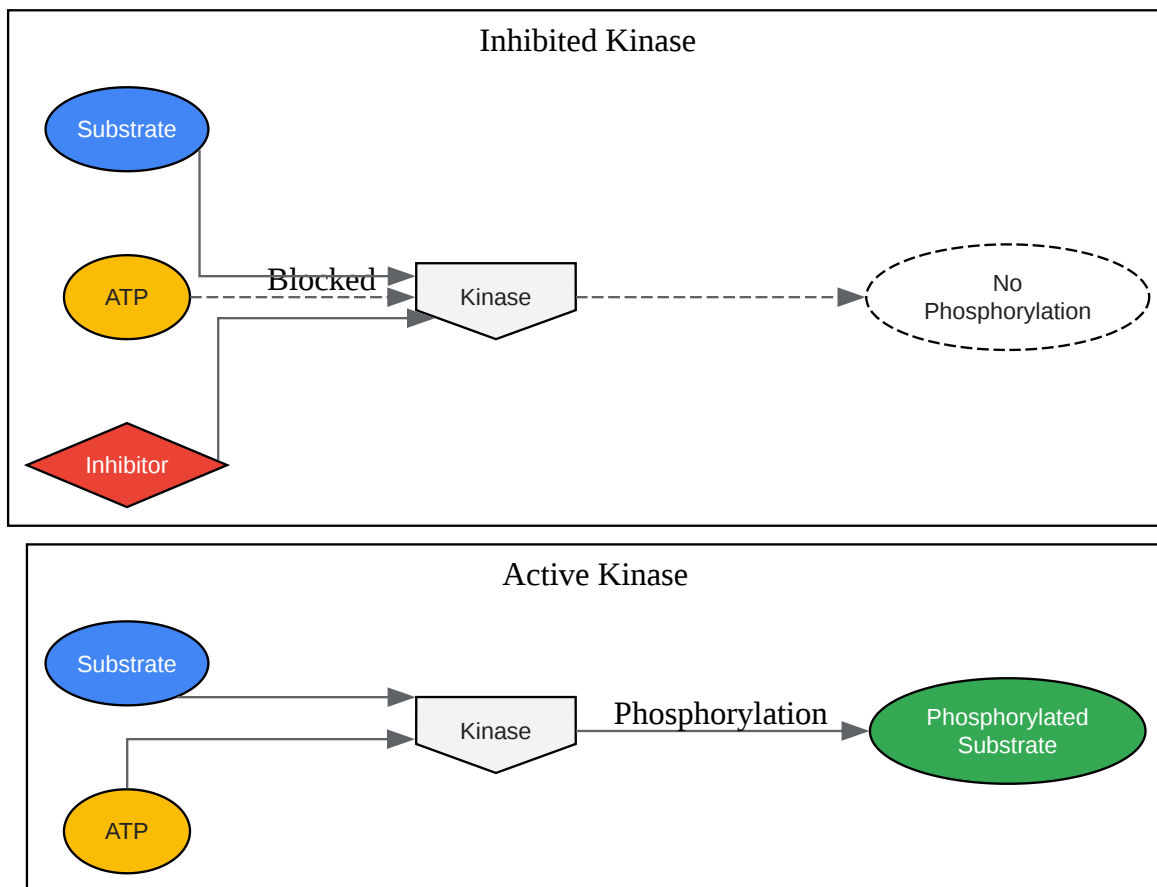 Inhibited Kinase
Substrate
Blocked
ATP
Kinase
No
Phosphorylation
Inhibitor
Active Kinase
Substrate
Phosphorylation
Kinase
Phosphorylated
Substrate
ATP